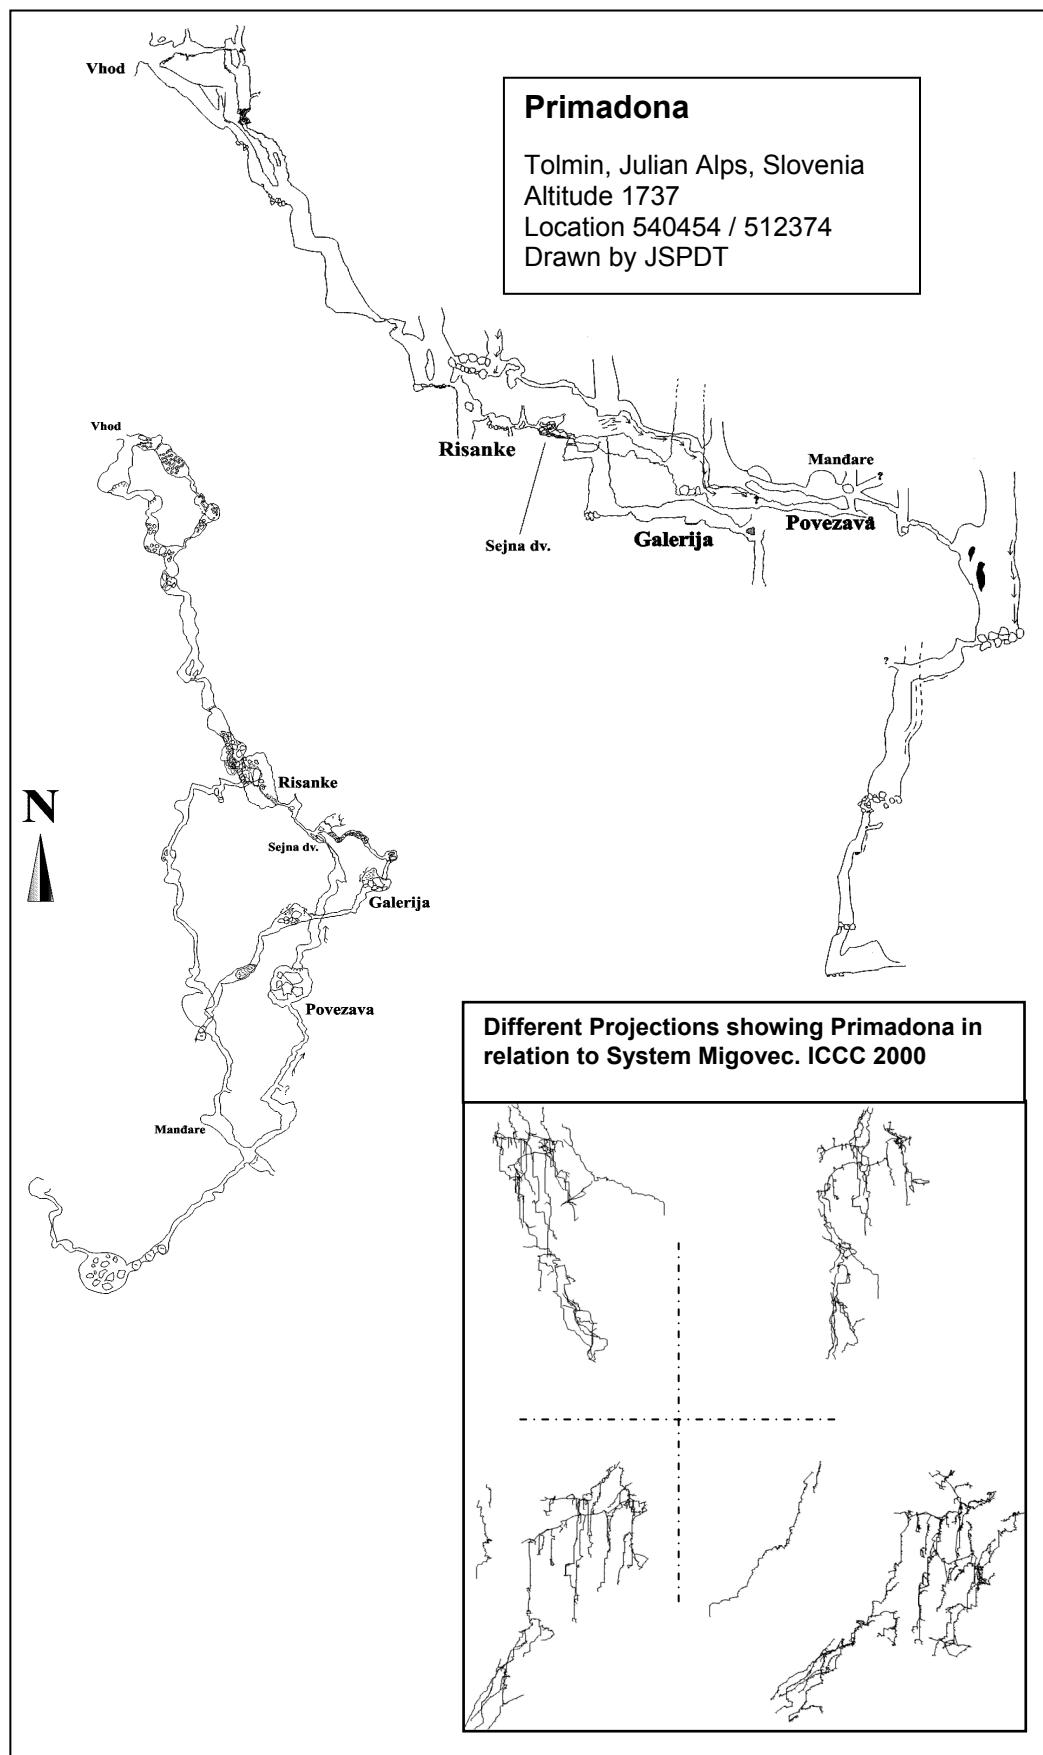 Vhod
Primadona
Tolmin, Julian Alps, Slovenia
Altitude 1737
Location 540454 / 512374
Drawn by JSPDT
Risanke
Sejna dv.
Galerija
Mandare
?
?
Povezava
?
Vhod
Risanke
Sejna dv.
Galerija
Povezava
Mandare
N
Different Projections showing Primadona in
relation to System Migovec. ICCC 2000